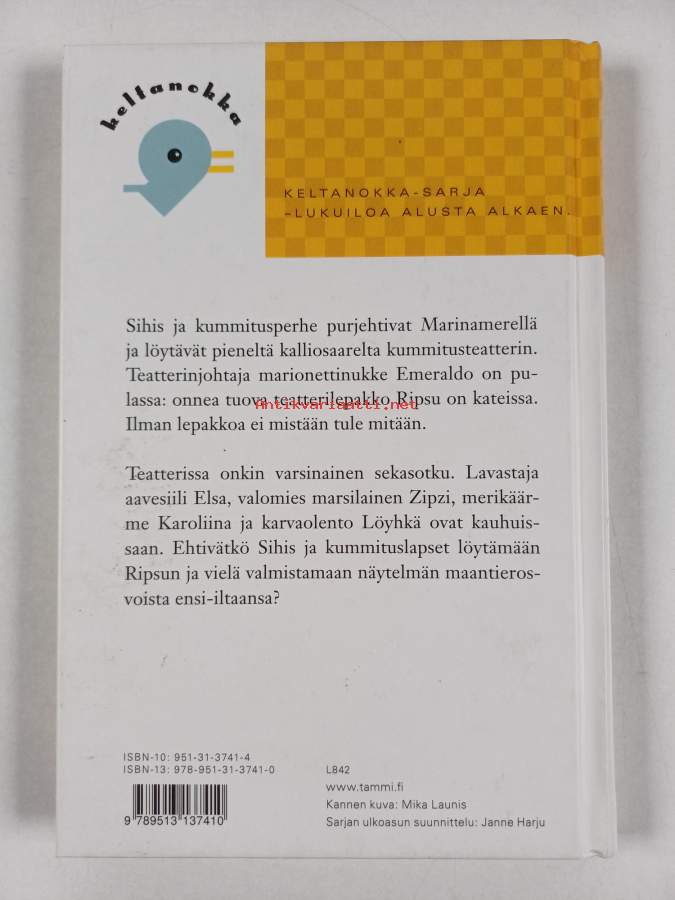 keltanokka
KELTANOKKA-SARJA
–LUKUILOA ALUSTA ALKAEN.
Sihis ja kummitusperhe purjehtivat Marinamerellä
ja löytävät pieneltä kalliosaarelta kummitusteatterin.
Teatterinjohtaja marionettinukke Emeraldo on pu-
lassa: onnea tuova teatterilepakko Ripsu on kateissa.
Antikvariaatti.net
Ilman lepakkoa ei mistään tule mitään.
Teatterissa onkin varsinainen sekasotku. Lavastaja
aavesiili Elsa, valomies marsilainen Zipzi, merikäär-
me Karoliina ja karvaolento Löyhkä ovat kauhuis-
saan. Ehtivätkö Sihis ja kummituslapset löytämään
Ripsun ja vielä valmistamaan näytelmän maantieros-
voista ensi-iltaansa?
ISBN-10: 951-31-3741-4
ISBN-13: 978-951-31-3741-0
L842
www.tammi.fi
Kannen kuva: Mika Launis
Sarjan ulkoasun suunnittelu: Janne Harju
9 789513 137410